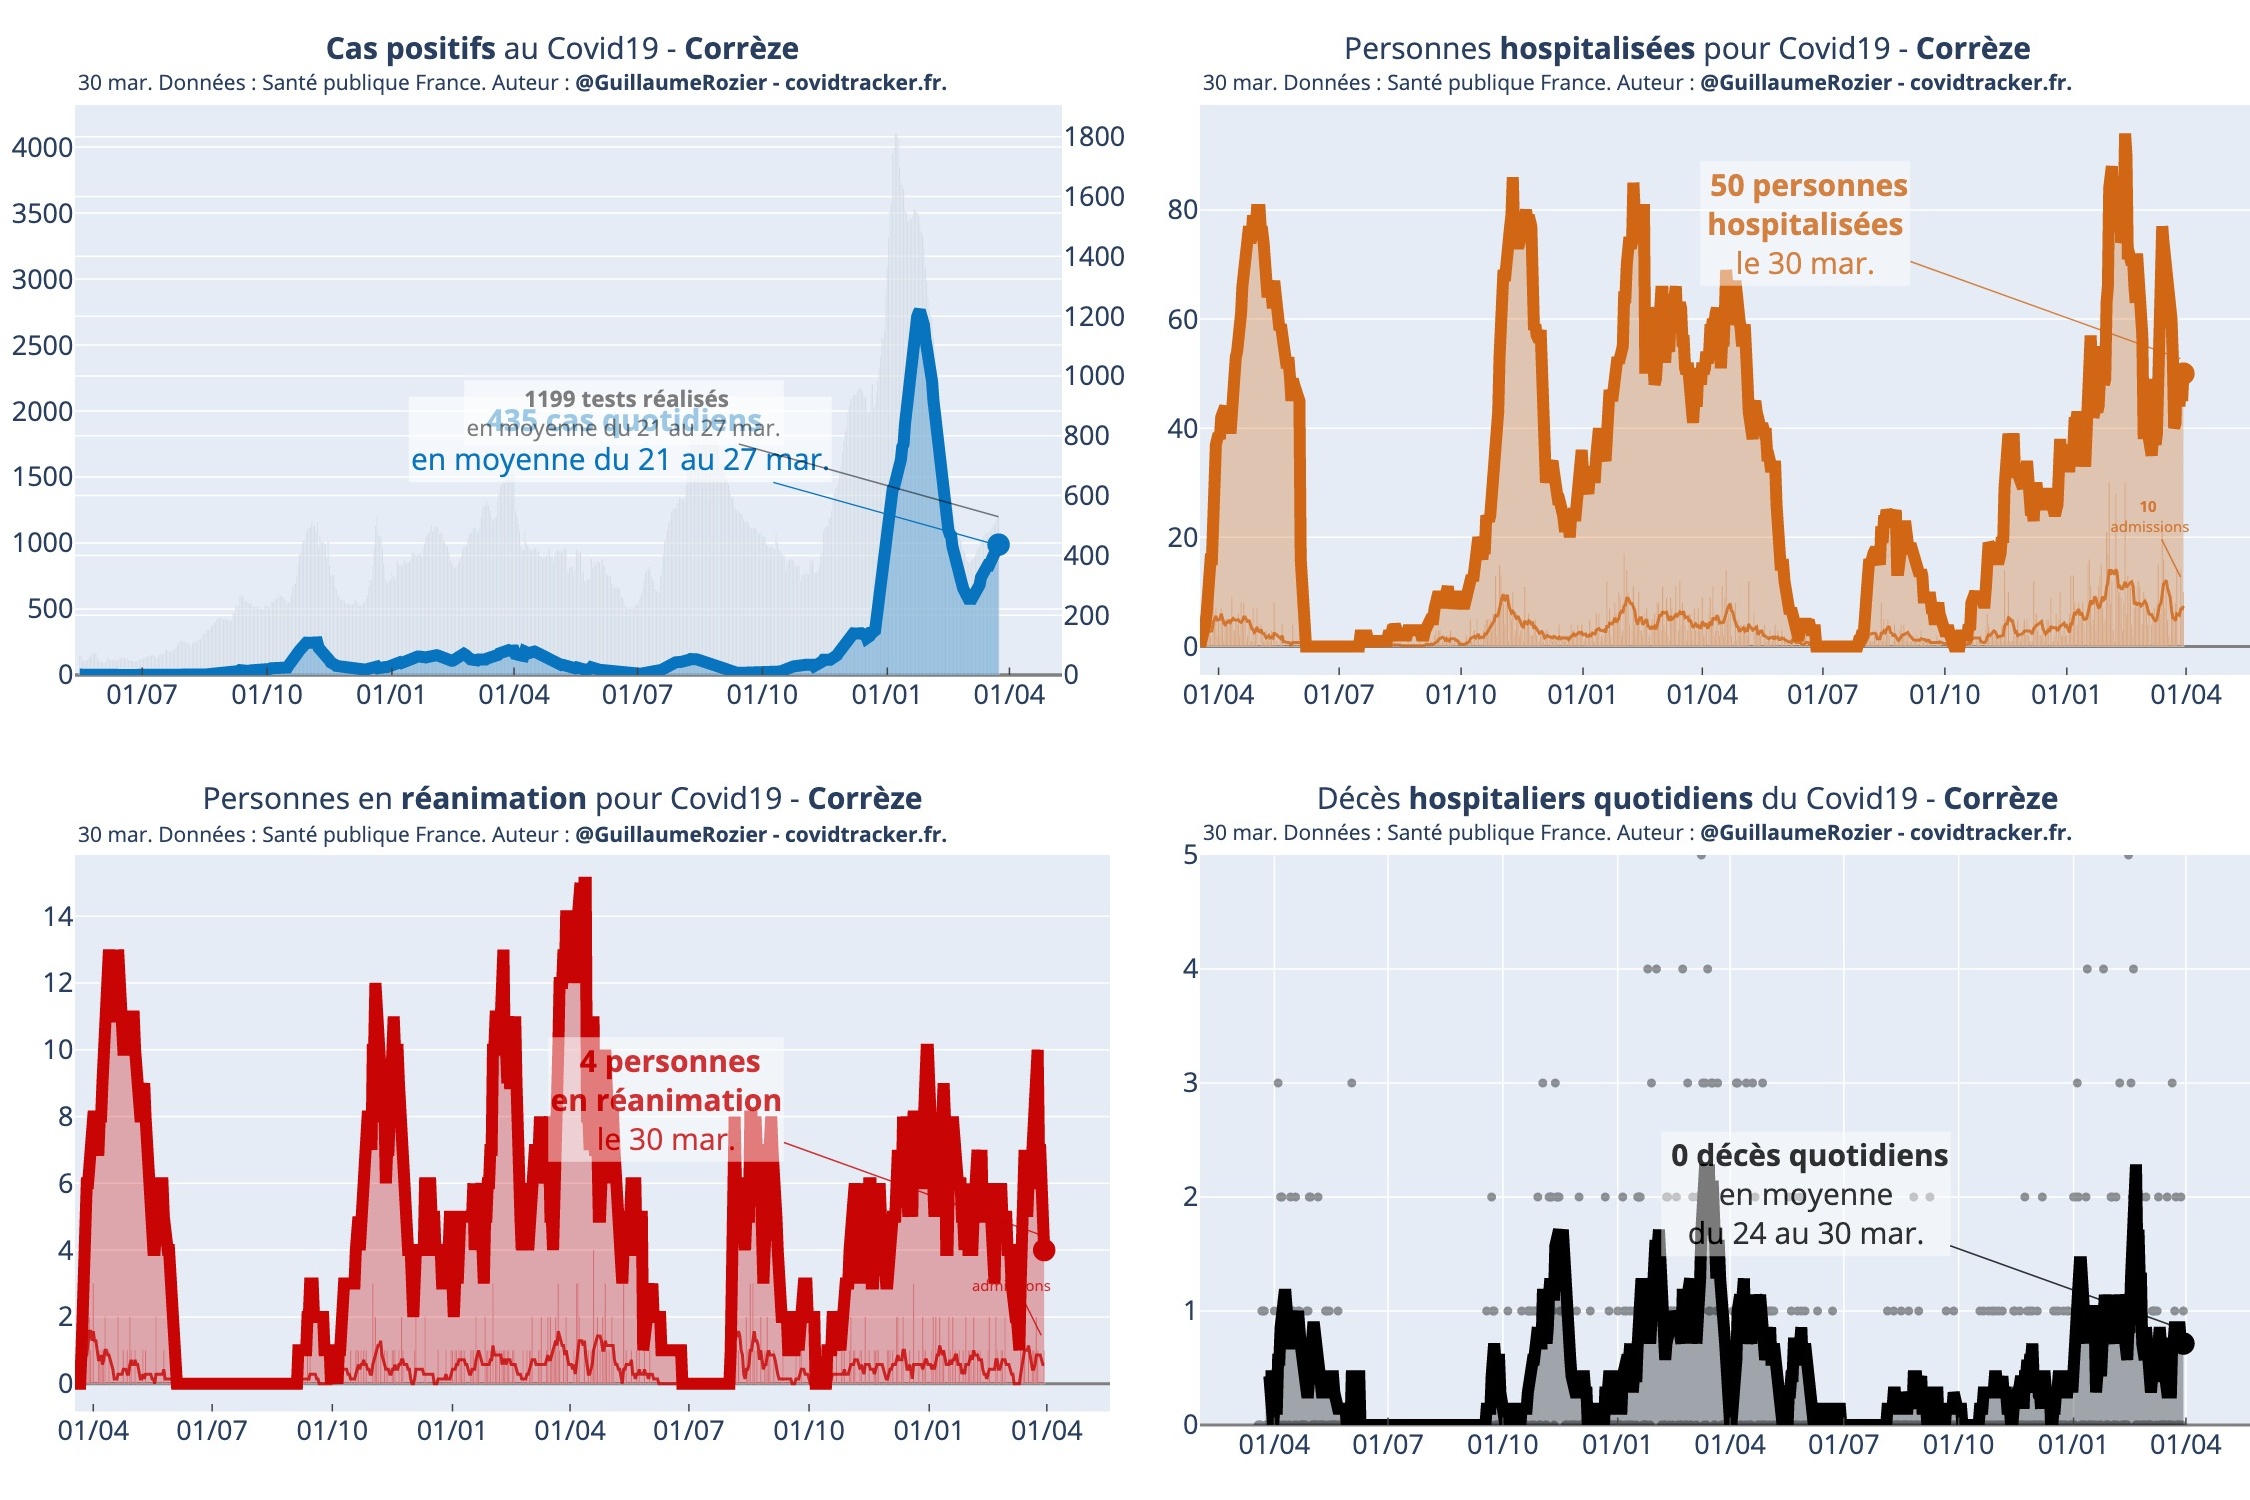 Cas positifs au Covid19 - Corrèze
30 mar. Données : Santé publique France. Auteur : @GuillaumeRozier - covidtracker.fr.
4000
3500
3000
2500
2000
1500
1000
500
0
1800
1600
1400
1200
1000
800
600
400
200
0
1199 tests réalisés
en moyenne du 21 au 27 mar.
435 cas quotidiens
en moyenne du 21 au 27 mar.
01/07 01/10 01/01 01/04 01/07 01/10 01/01 01/04
Personnes hospitalisées pour Covid19 - Corrèze
30 mar. Données : Santé publique France. Auteur : @GuillaumeRozier - covidtracker.fr.
80
60
40
20
0
50 personnes
hospitalisées
le 30 mar.
10
admissions
01/04 01/07 01/10 01/01 01/04 01/07 01/10 01/01 01/04
Personnes en réanimation pour Covid19 - Corrèze
30 mar. Données : Santé publique France. Auteur : @GuillaumeRozier - covidtracker.fr.
14
12
10
8
6
4
2
0
4 personnes
en réanimation
le 30 mar.
admissions
01/04 01/07 01/10 01/01 01/04 01/07 01/10 01/01 01/04
Décès hospitaliers quotidiens du Covid19 - Corrèze
30 mar. Données : Santé publique France. Auteur : @GuillaumeRozier - covidtracker.fr.
5
4
3
2
1
0
0 décès quotidiens
en moyenne
du 24 au 30 mar.
01/04 01/07 01/10 01/01 01/04 01/07 01/10 01/01 01/04